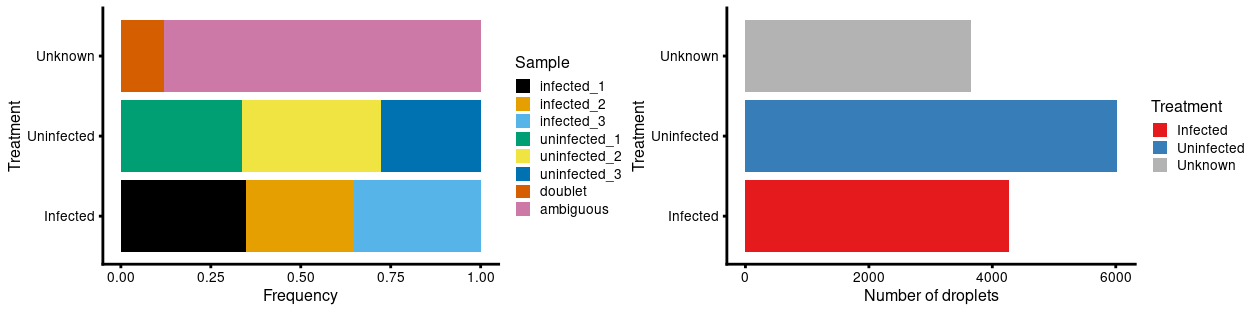 Treatment
Unknown
Uninfected
Infected
0.00 0.25 0.50 0.75 1.00
Frequency
Sample
infected_1
infected_2
infected_3
uninfected_1
uninfected_2
uninfected_3
doublet
ambiguous
Treatment
Unknown
Uninfected
Infected
0 2000 4000 6000
Number of droplets
Treatment
Infected
Uninfected
Unknown